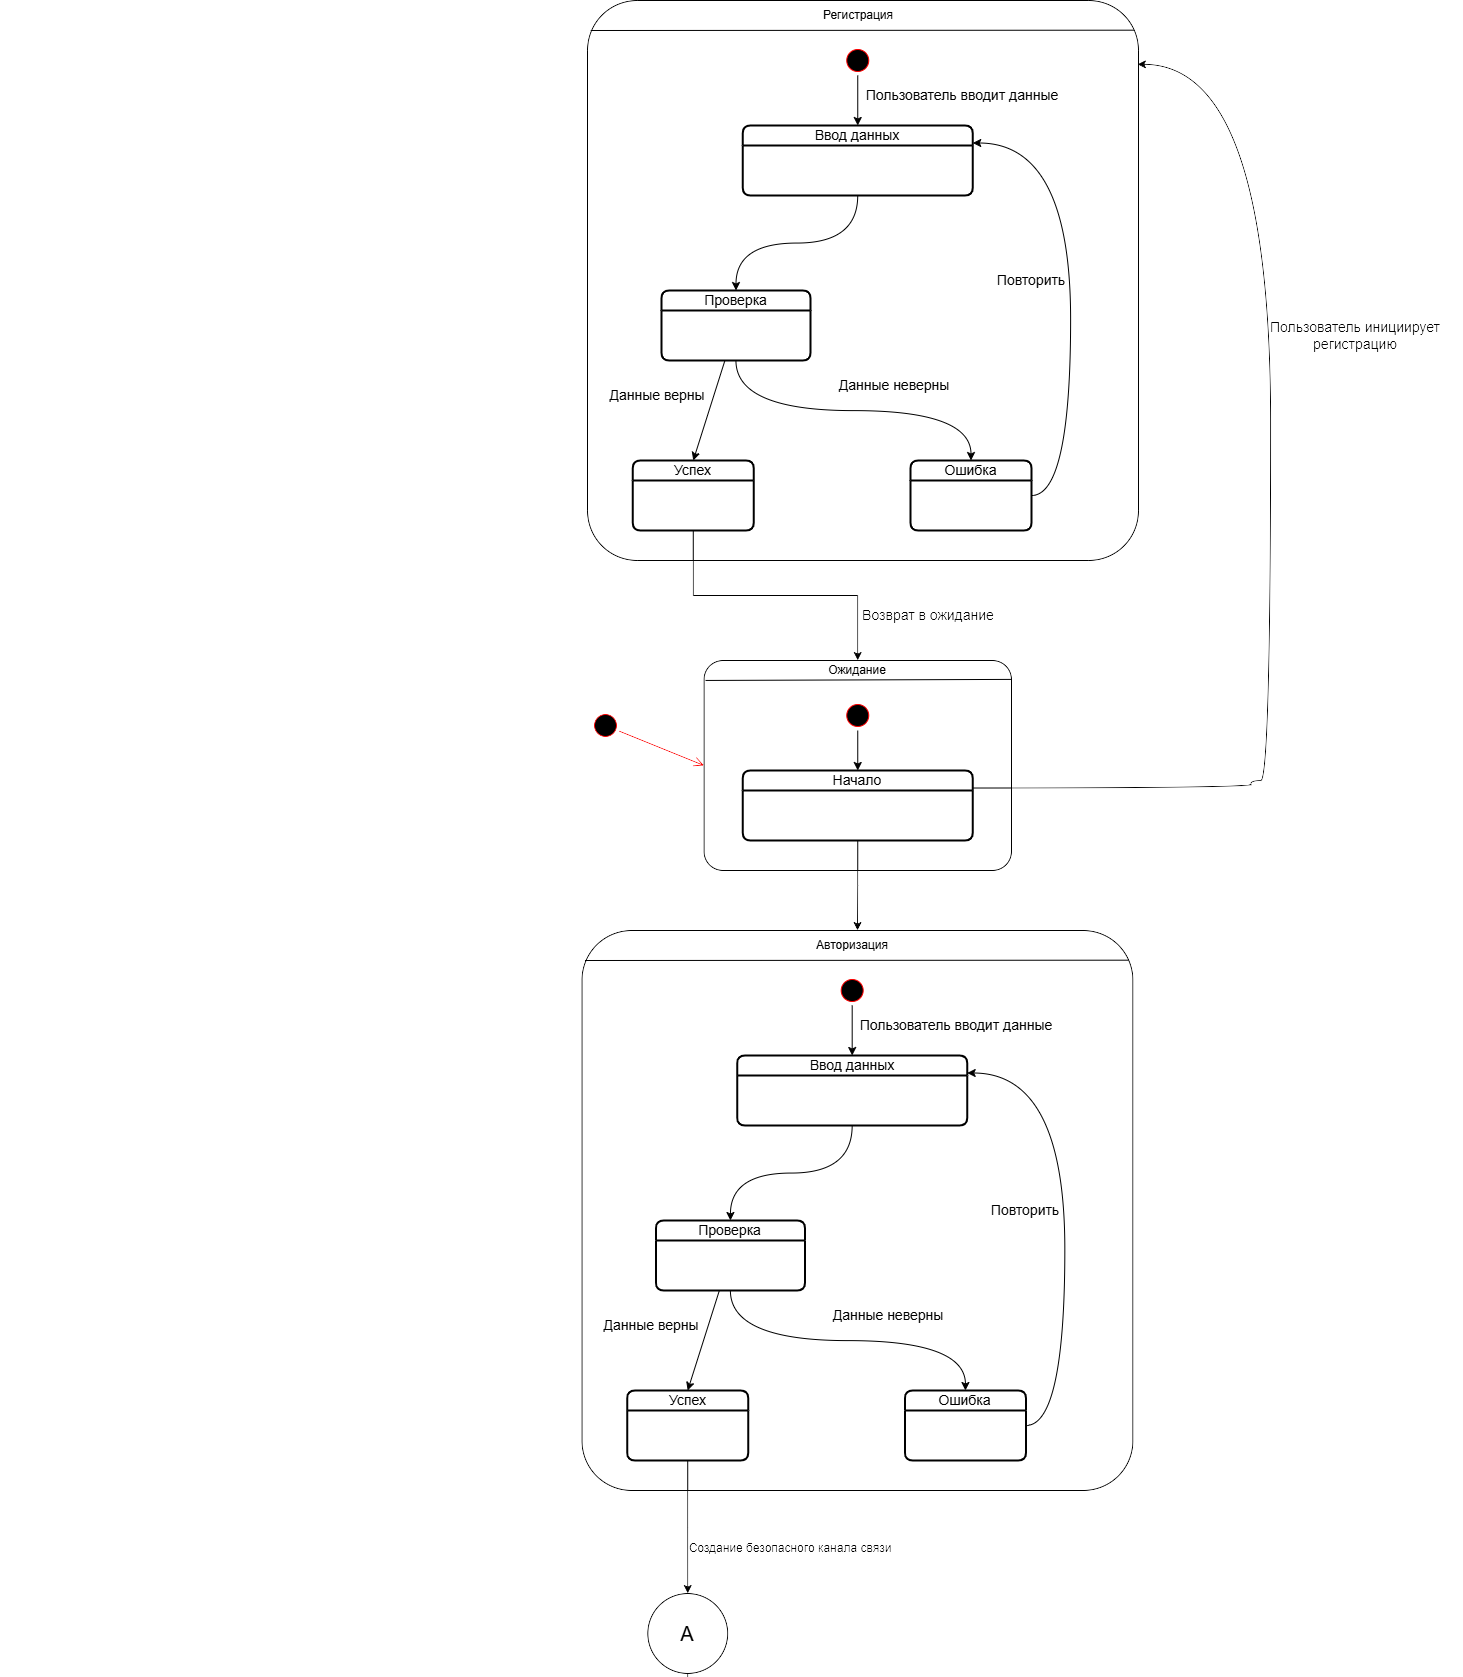 Регистрация
Пользователь вводит данные
Ввод данных
Повторить
Проверка
Пользователь инициирует
регистрацию
Данные верны
Данные неверны
Успех
Ошибка
Возврат в ожидание
Ожидание
Начало
Авторизация
Пользователь вводит данные
Ввод данных
Повторить
Проверка
Данные верны
Данные неверны
Успех
Ошибка
Создание безопасного канала связи
А